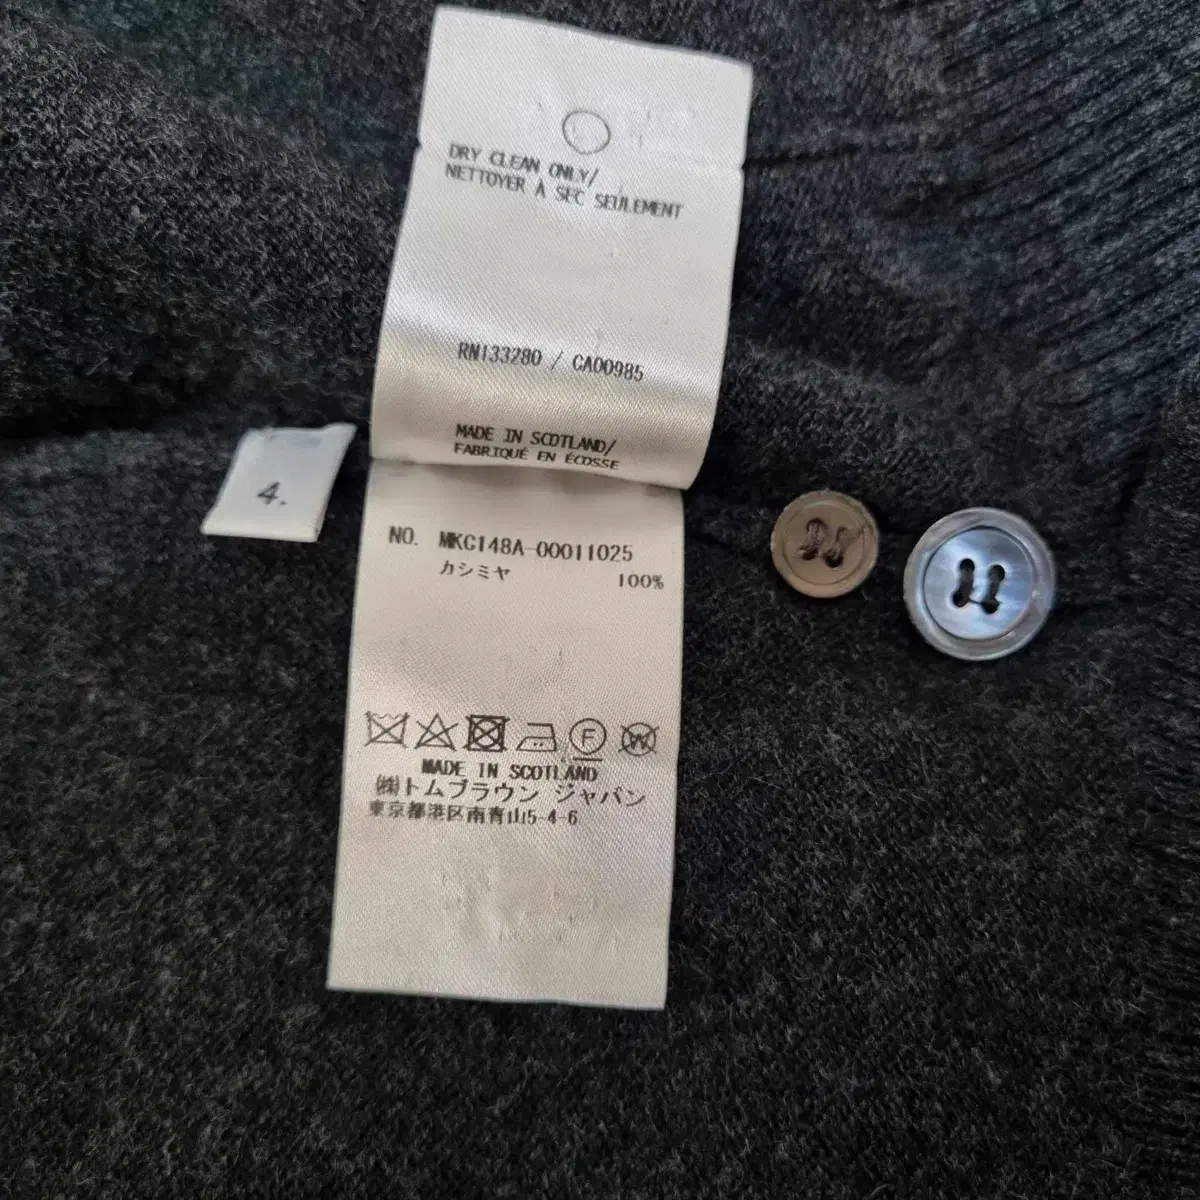 DRY CLEAN ONLY/
NETTOYER À SEC SEULEMENT
RN133280 / CA00985
MADE IN SCOTLAND/
FABRIQUÉ EN ÉCOSSE
4.
NO. MKC148A-00011025
カシミヤ 100%
F W
MADE IN SCOTLAND
㈱トムブラウン ジャパン
東京都港区南青山5-4-6